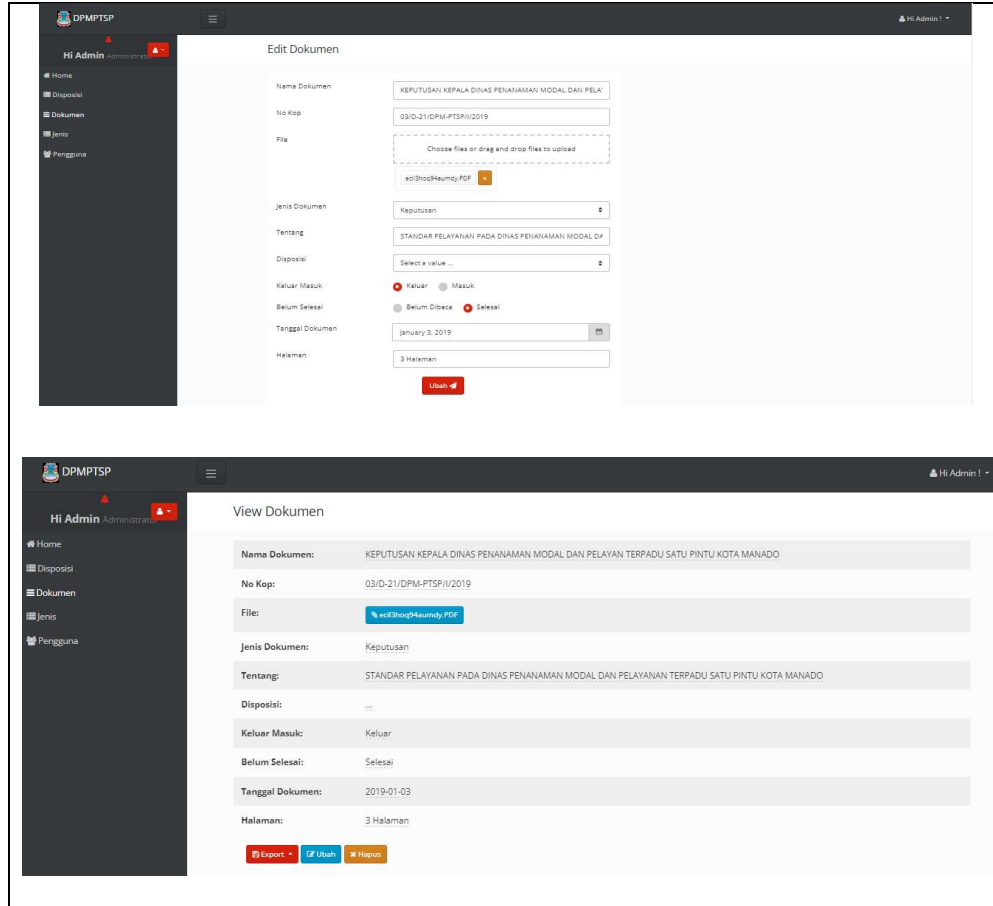 DPMPTSP
Hi Admin !
Hi Admin Administrator
Edit Dokumen
Home
Disposisi
Dokumen
Jenis
Pengguna
Nama Dokumen KEPUTUSAN KEPALA DINAS PENANAMAN MODAL DAN PELA
No Kop 03/D-21/DPM-PTSP/I/2019
File Choose files or drag and drop files to upload
ecil3hoq94aumdy.PDF
Jenis Dokumen Keputusan
Tentang STANDAR PELAYANAN PADA DINAS PENANAMAN MODAL DA
Disposisi Select a value ...
Keluar Masuk Keluar Masuk
Belum Selesai Belum Dibaca Selesai
Tanggal Dokumen January 3, 2019
Halaman 3 Halaman
Ubah
DPMPTSP
Hi Admin !
Hi Admin Administrator
View Dokumen
Home
Disposisi
Dokumen
Jenis
Pengguna
Nama Dokumen: KEPUTUSAN KEPALA DINAS PENANAMAN MODAL DAN PELAYAN TERPADU SATU PINTU KOTA MANADO
No Kop: 03/D-21/DPM-PTSP/I/2019
File: ecil3hoq94aumdy.PDF
Jenis Dokumen: Keputusan
Tentang: STANDAR PELAYANAN PADA DINAS PENANAMAN MODAL DAN PELAYANAN TERPADU SATU PINTU KOTA MANADO
Disposisi: ...
Keluar Masuk: Keluar
Belum Selesai: Selesai
Tanggal Dokumen: 2019-01-03
Halaman: 3 Halaman
Export Ubah Hapus